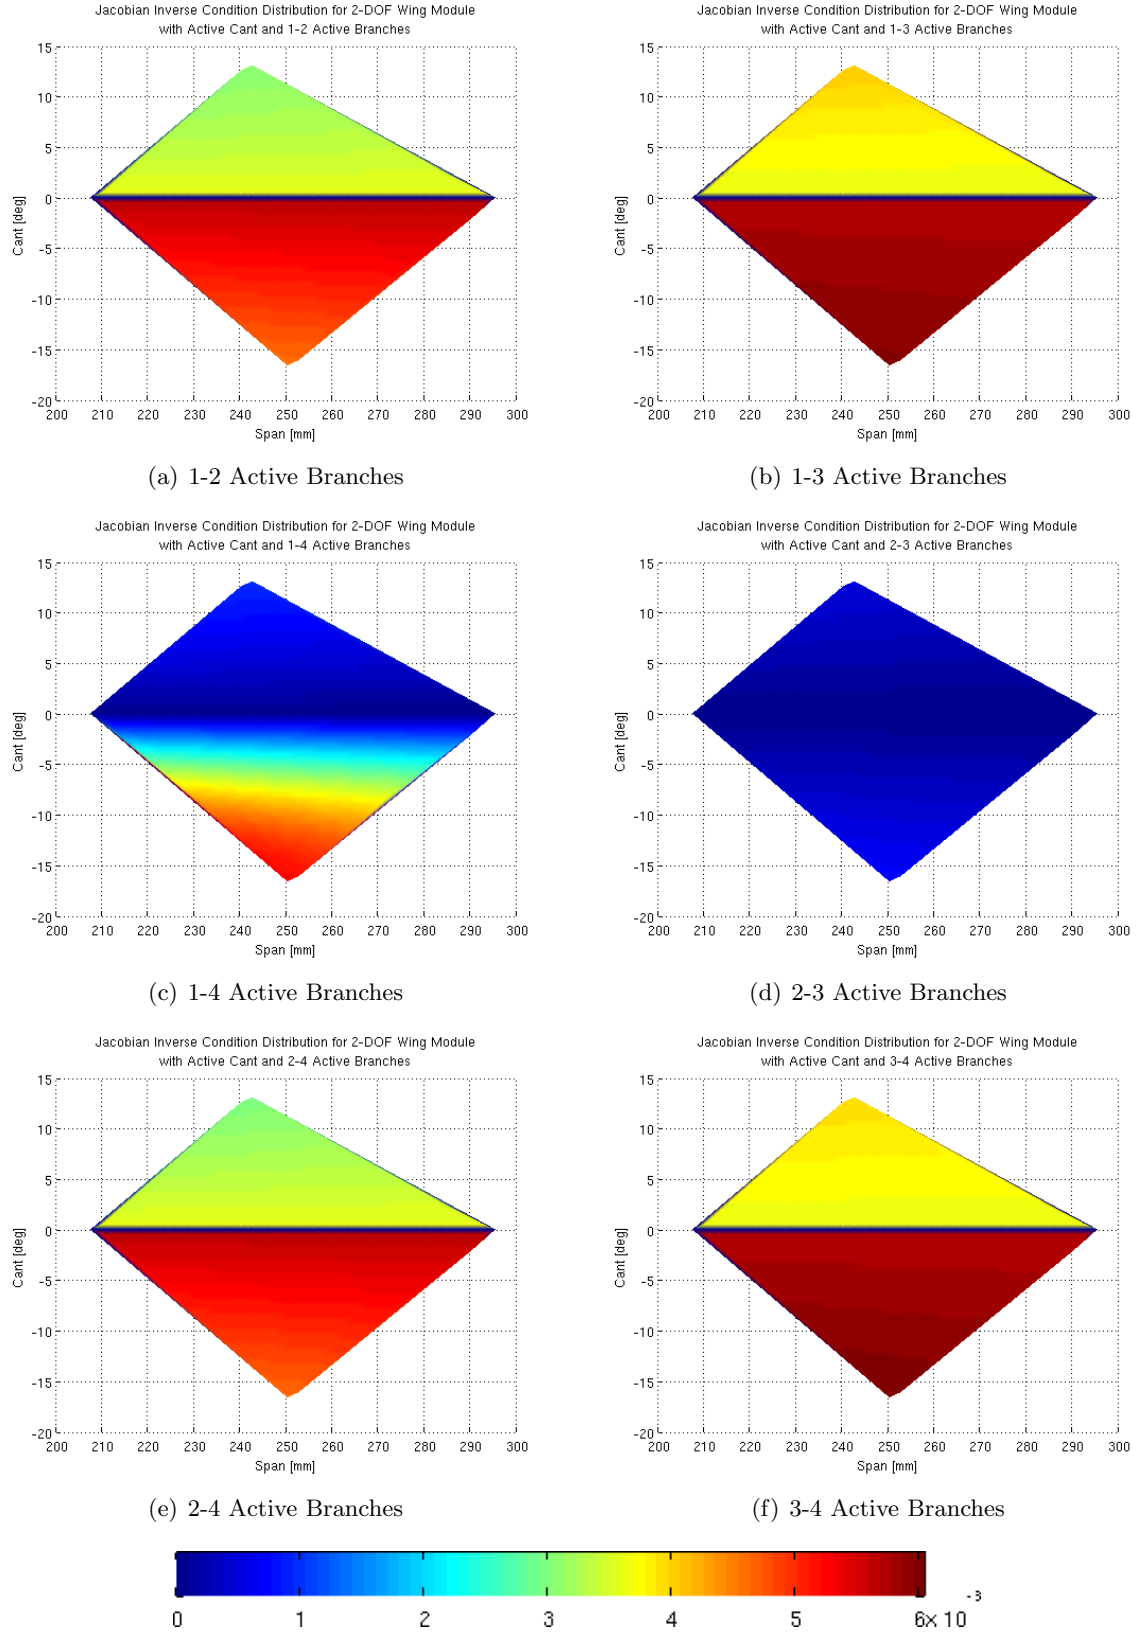 Jacobian Inverse Condition Distribution for 2-DOF Wing Module
with Active Cant and 1-2 Active Branches
15
10
5
0
-5
-10
-15
-20
Cant [deg]
200 210 220 230 240 250 260 270 280 290 300
Span [mm]
(a) 1-2 Active Branches
Jacobian Inverse Condition Distribution for 2-DOF Wing Module
with Active Cant and 1-3 Active Branches
15
10
5
0
-5
-10
-15
-20
Cant [deg]
200 210 220 230 240 250 260 270 280 290 300
Span [mm]
(b) 1-3 Active Branches
Jacobian Inverse Condition Distribution for 2-DOF Wing Module
with Active Cant and 1-4 Active Branches
15
10
5
0
-5
-10
-15
-20
Cant [deg]
200 210 220 230 240 250 260 270 280 290 300
Span [mm]
(c) 1-4 Active Branches
Jacobian Inverse Condition Distribution for 2-DOF Wing Module
with Active Cant and 2-3 Active Branches
15
10
5
0
-5
-10
-15
-20
Cant [deg]
200 210 220 230 240 250 260 270 280 290 300
Span [mm]
(d) 2-3 Active Branches
Jacobian Inverse Condition Distribution for 2-DOF Wing Module
with Active Cant and 2-4 Active Branches
15
10
5
0
-5
-10
-15
-20
Cant [deg]
200 210 220 230 240 250 260 270 280 290 300
Span [mm]
(e) 2-4 Active Branches
Jacobian Inverse Condition Distribution for 2-DOF Wing Module
with Active Cant and 3-4 Active Branches
15
10
5
0
-5
-10
-15
-20
Cant [deg]
200 210 220 230 240 250 260 270 280 290 300
Span [mm]
(f) 3-4 Active Branches
0 1 2 3 4 5 6× 10 -3